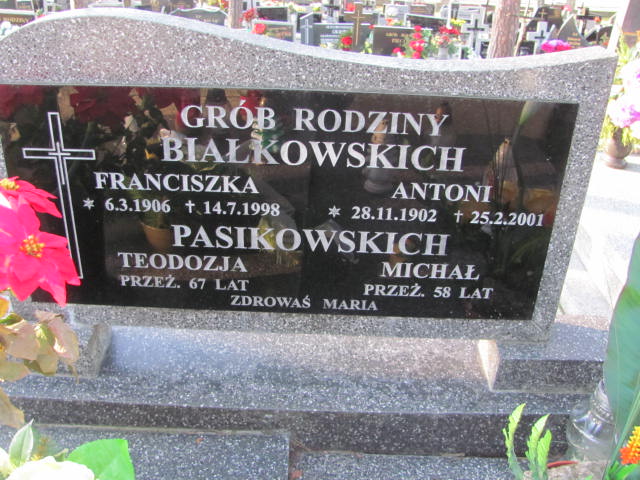 GRÓB RODZINY
BIAŁKOWSKICH
FRANCISZKA ANTONI
* 6.3.1906 † 14.7.1998 * 28.11.1902 † 25.2.2001
PASIKOWSKICH
TEODOZJA MICHAŁ
PRZEŻ. 67 LAT PRZEŻ. 58 LAT
ZDROWAŚ MARIA